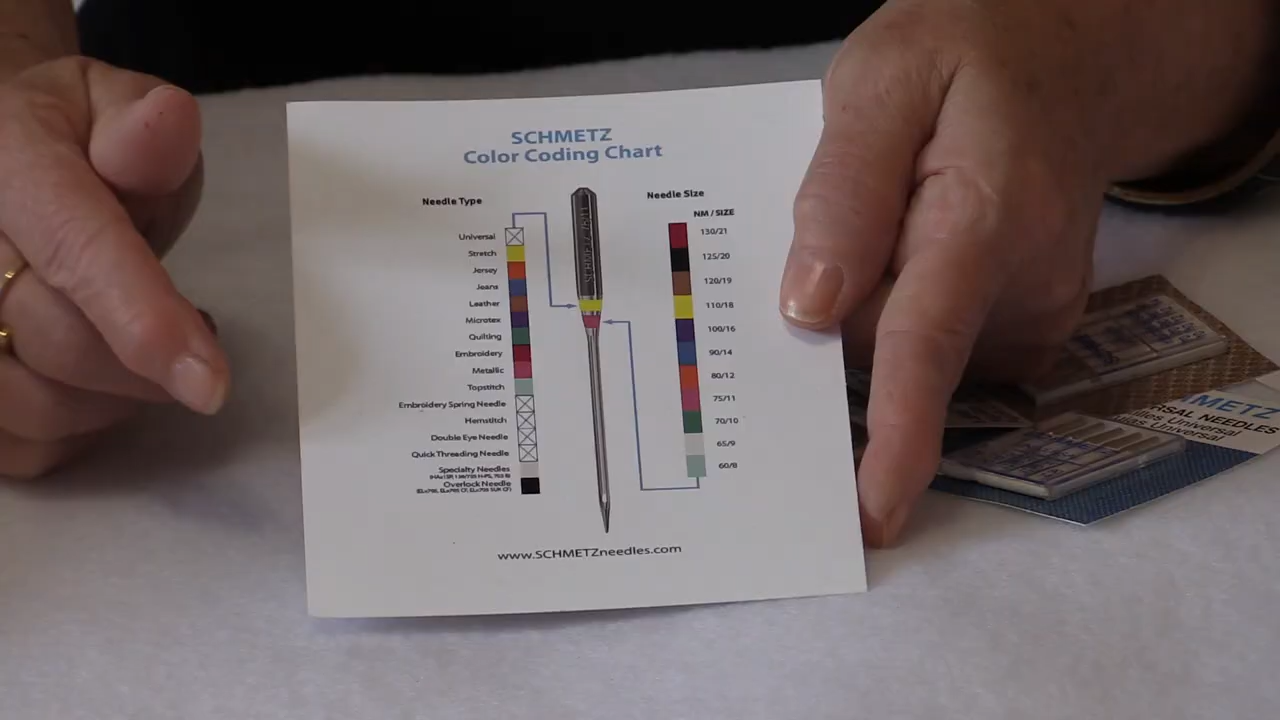 SCHMETZ
Color Coding Chart
Needle Type
Universal
Stretch
Jersey
Jeans
Leather
Microtex
Quilting
Embroidery
Metallic
Topstitch
Embroidery Spring Needle
Hemstitch
Double Eye Needle
Quick Threading Needle
Specialty Needles
Overlock Needle
Needle Size
NM / SIZE
130/21
125/20
120/19
110/18
100/16
90/14
80/12
75/11
70/10
65/9
60/8
www.SCHMETZneedles.com
METZ
RSAL NEEDLES
Universal
Universal